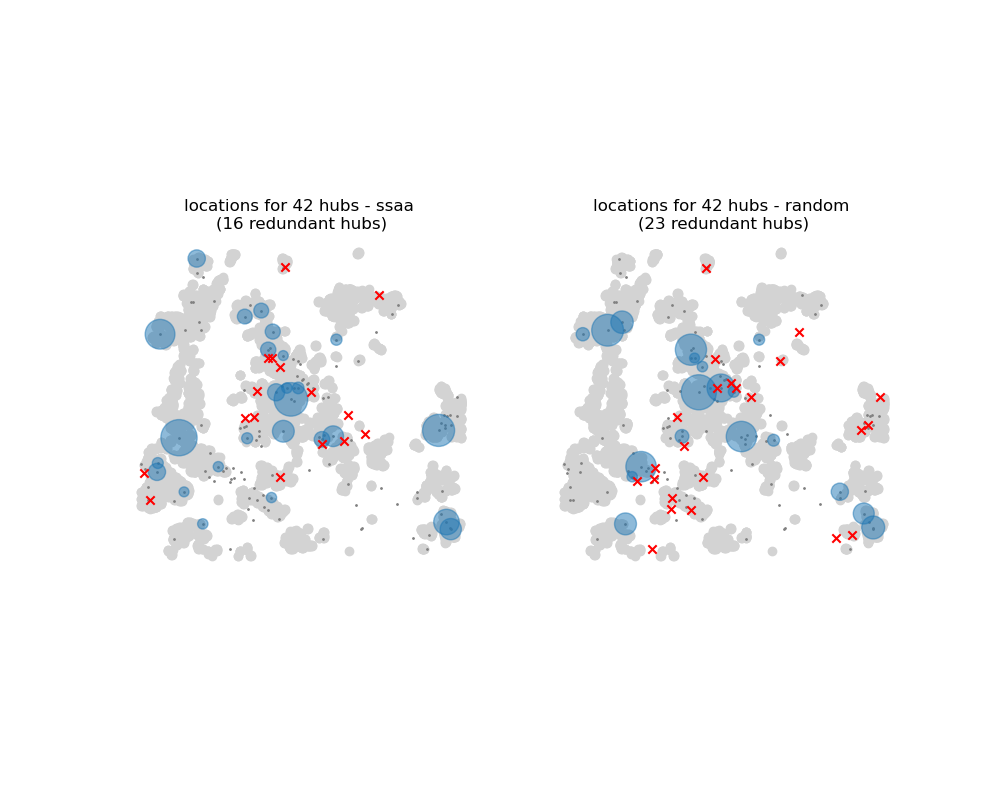 locations for 42 hubs - ssaa
(16 redundant hubs)
locations for 42 hubs - random
(23 redundant hubs)